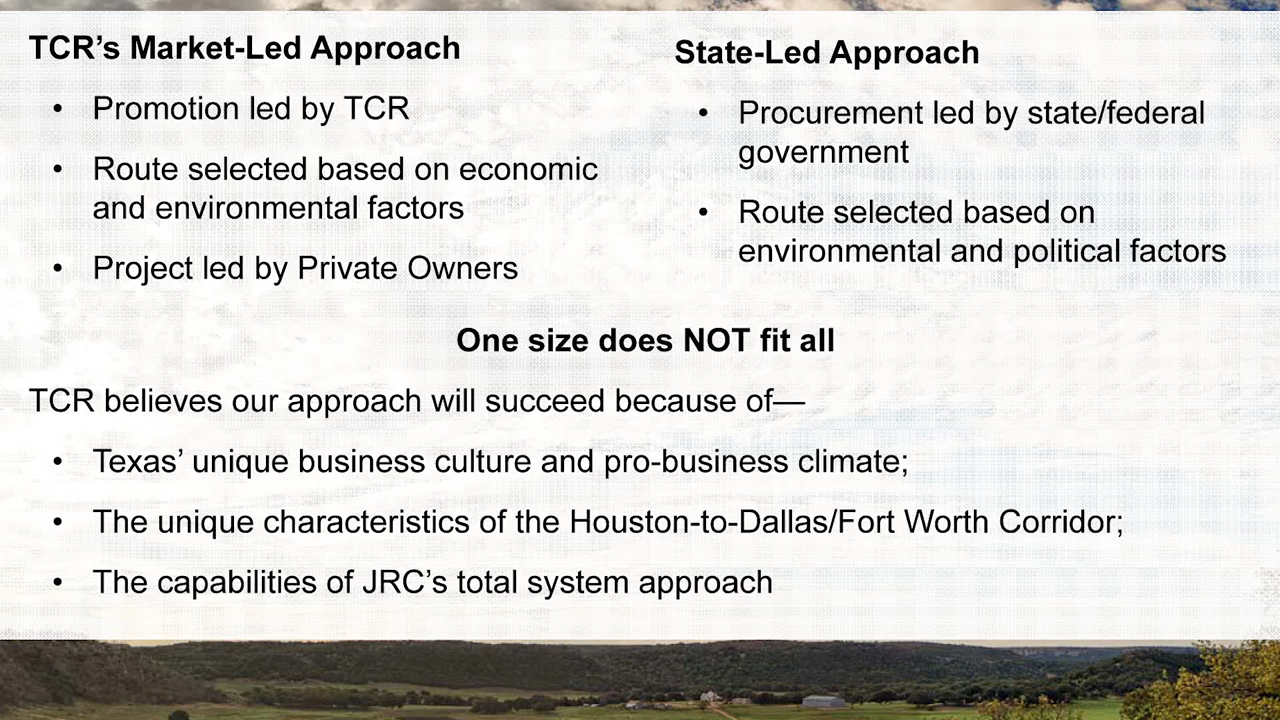 TCR’s Market-Led Approach
• Promotion led by TCR
• Route selected based on economic
and environmental factors
• Project led by Private Owners
State-Led Approach
• Procurement led by state/federal
government
• Route selected based on
environmental and political factors
One size does NOT fit all
TCR believes our approach will succeed because of—
• Texas’ unique business culture and pro-business climate;
• The unique characteristics of the Houston-to-Dallas/Fort Worth Corridor;
• The capabilities of JRC’s total system approach